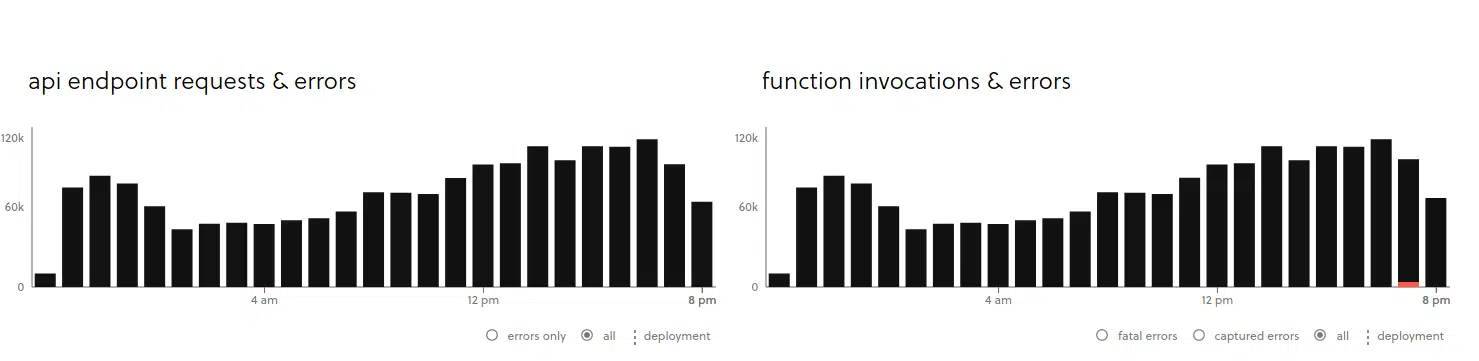 api endpoint requests & errors
120k
60k
0
4 am
12 pm
8 pm
errors only
all
deployment
function invocations & errors
120k
60k
0
4 am
12 pm
8 pm
fatal errors
captured errors
all
deployment